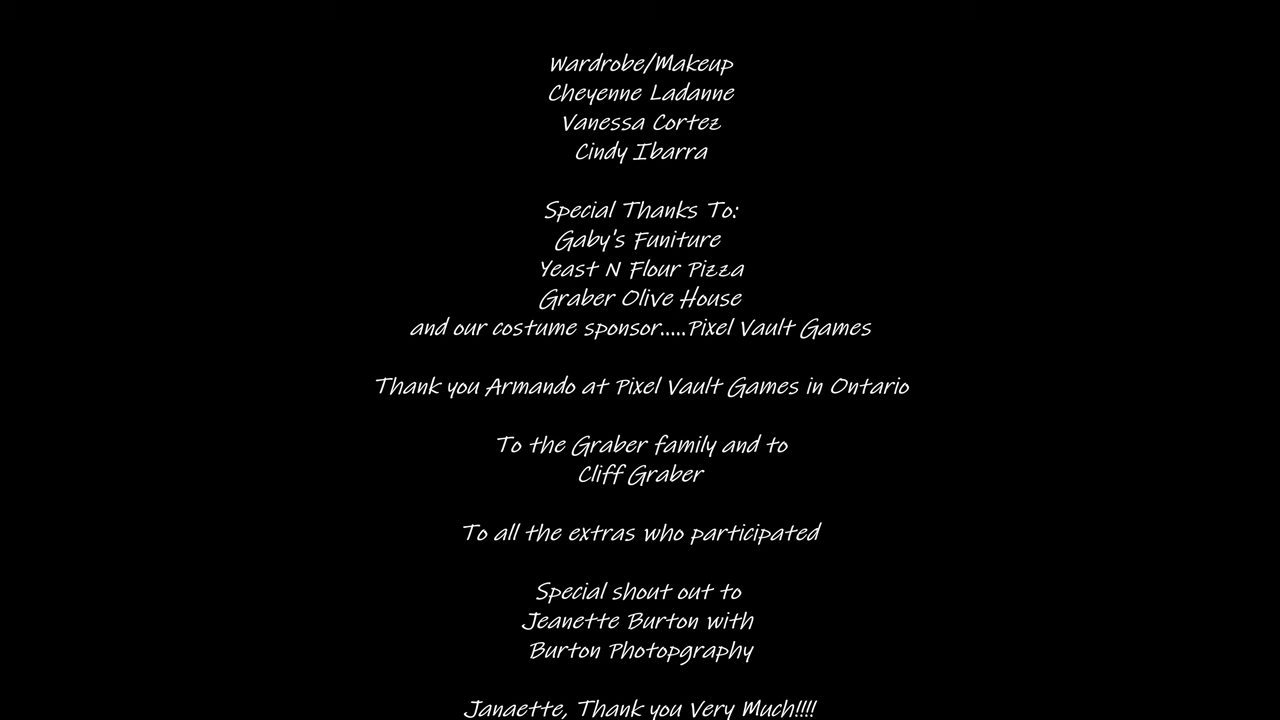 Wardrobe/Makeup
Cheyenne Ladanne
Vanessa Cortez
Cindy Ibarra
Special Thanks To:
Gaby's Funiture
Yeast N Flour Pizza
Graber Olive House
and our costume sponsor.....Pixel Vault Games
Thank you Armando at Pixel Vault Games in Ontario
To the Graber family and to
Cliff Graber
To all the extras who participated
Special shout out to
Jeanette Burton with
Burton Photopgraphy
Janaette, Thank you Very Much!!!!